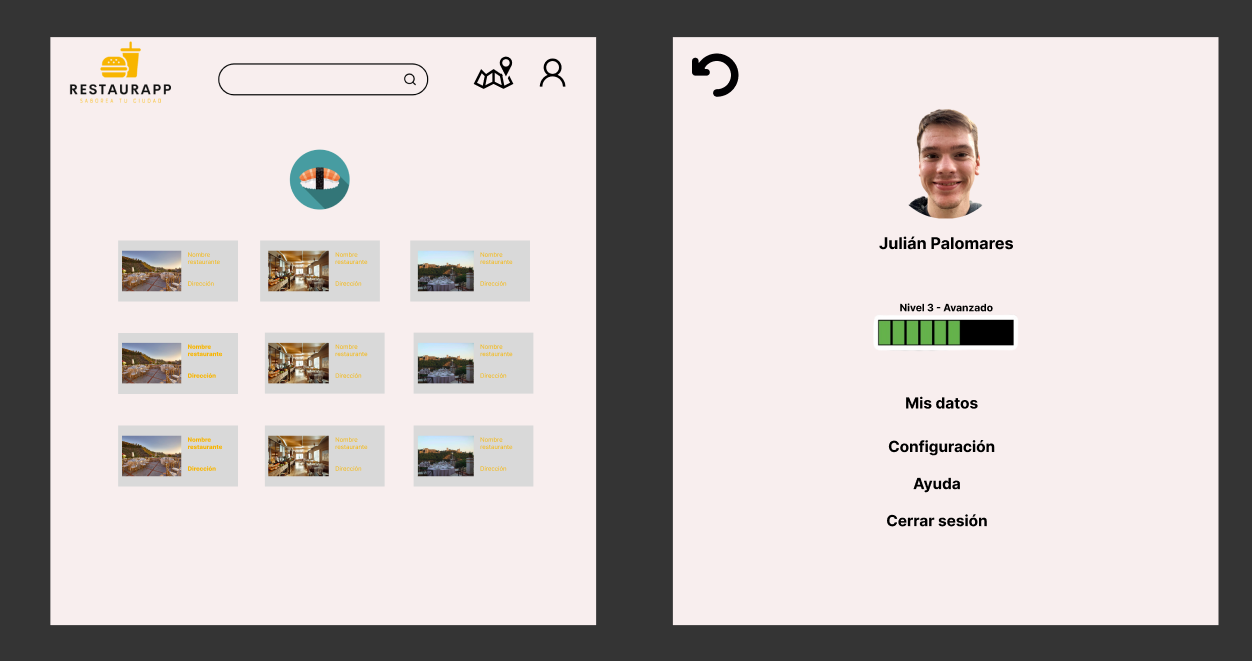 RESTAURAPP
SABOREA TU CIUDAD
Nombre
restaurante
Dirección
Nombre
restaurante
Dirección
Nombre
restaurante
Dirección
Nombre
restaurante
Dirección
Nombre
restaurante
Dirección
Nombre
restaurante
Dirección
Nombre
restaurante
Dirección
Nombre
restaurante
Dirección
Nombre
restaurante
Dirección
Julián Palomares
Nivel 3 - Avanzado
Mis datos
Configuración
Ayuda
Cerrar sesión